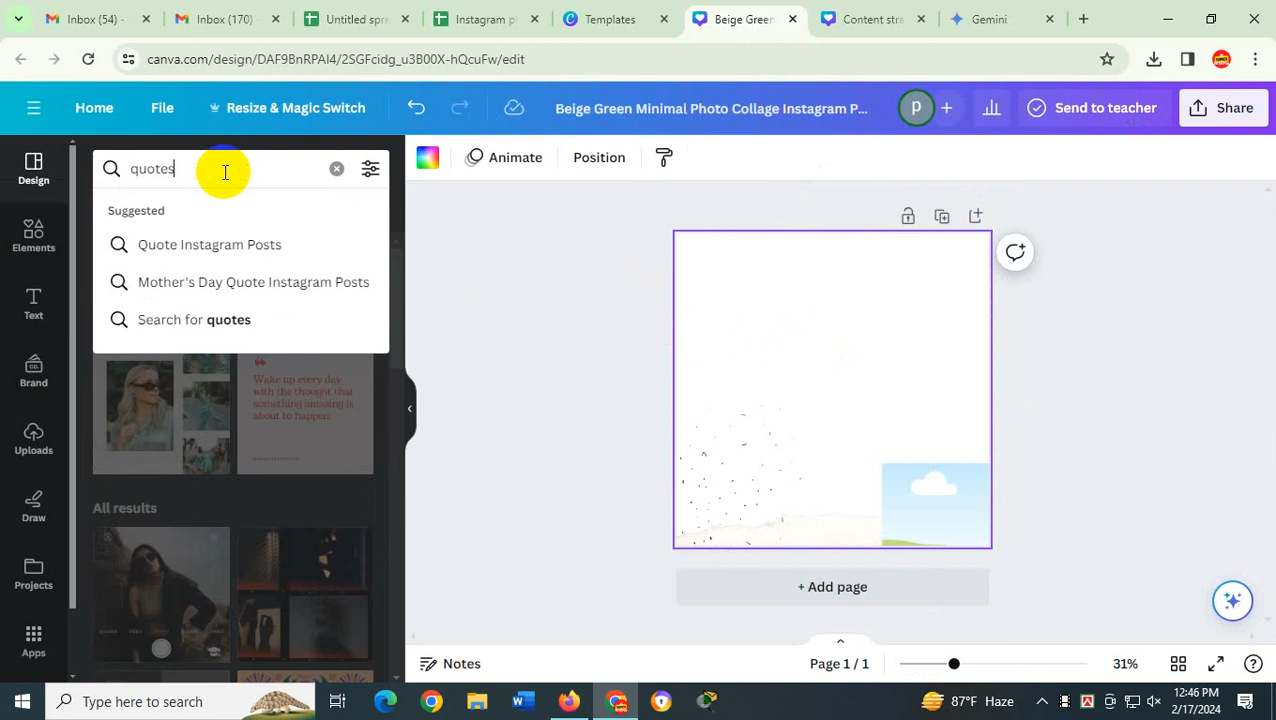 Inbox (54) -
Inbox (170)
Untitled spre
Instagram pl
Templates
Beige Green
Content stra
Gemini
canva.com/design/DAF9BnRPAI4/2SGFcidg_u3B00X-hQcuFw/edit
Home
File
Resize & Magic Switch
Beige Green Minimal Photo Collage Instagram P...
P
Send to teacher
Share
Design
quotes
Animate
Position
Suggested
Quote Instagram Posts
Mother's Day Quote Instagram Posts
Search for quotes
Elements
Text
Brand
Uploads
Draw
Projects
Apps
Wake up every day
with the thought that
something amazing is
about to happen
All results
+ Add page
Notes
Page 1 / 1
31%
Type here to search
87°F Haze
12:46 PM
2/17/2024